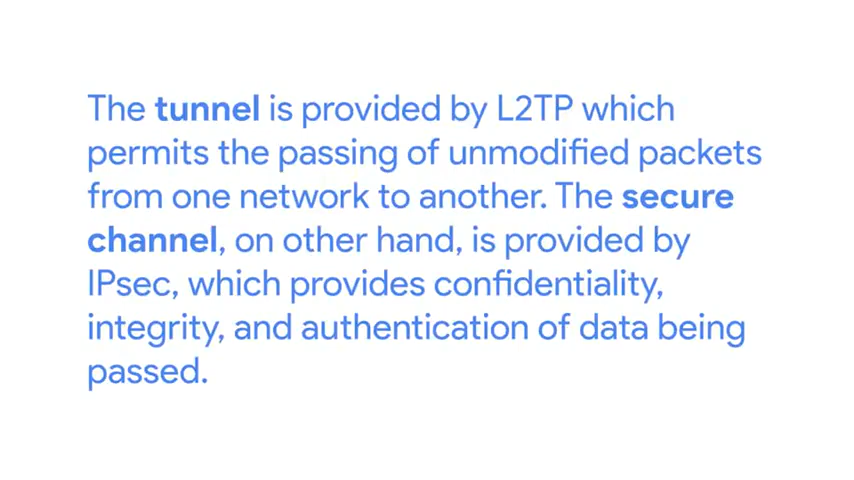 The tunnel is provided by L2TP which
permits the passing of unmodified packets
from one network to another. The secure
channel, on other hand, is provided by
IPsec, which provides confidentiality,
integrity, and authentication of data being
passed.